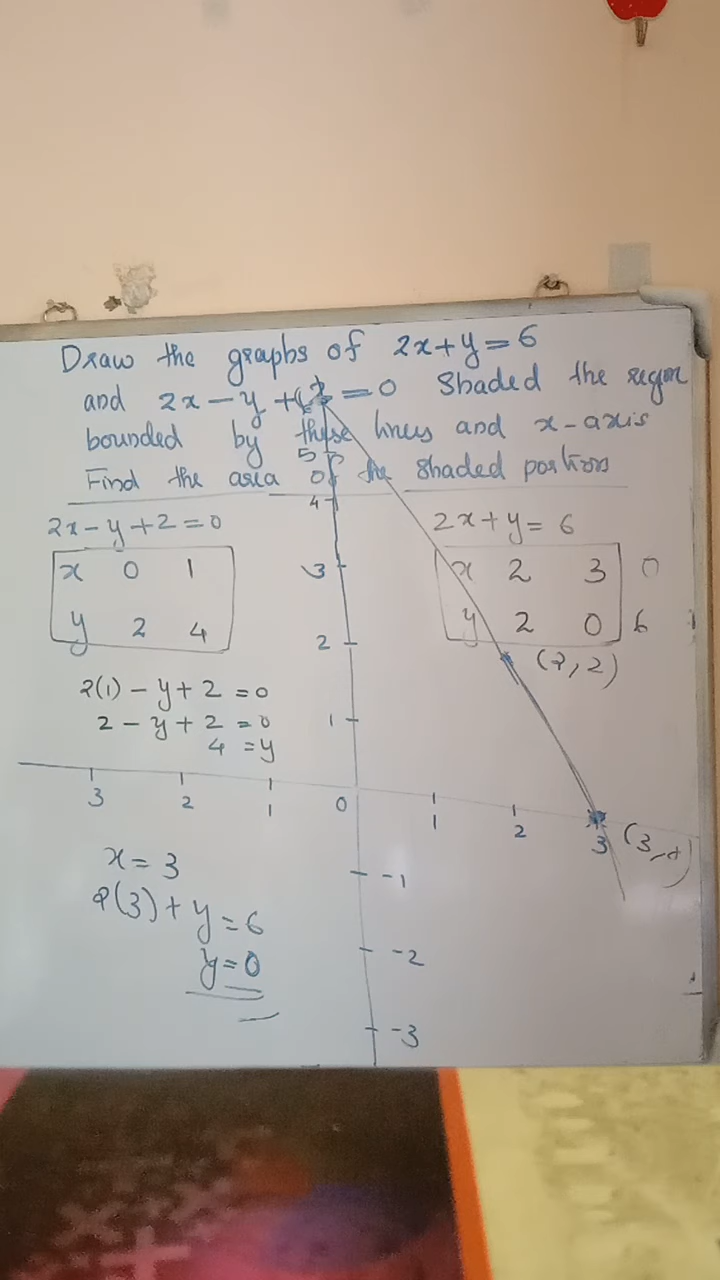 Draw the graphs of 2x+y=6
and 2x-y+2=0 Shaded the region
bounded by these lines and x-axis
Find the area of the shaded portion
2x-y+2=0
x 0 1
y 2 4
2(1)-y+2=0
2-y+2=0
4=y
2x+y=6
x 2 3 0
y 2 0 6
(2,2)
5
4
3
2
1
3 2 1 0 1 2 3
-1
-2
-3
x=3
2(3)+y=6
y=0